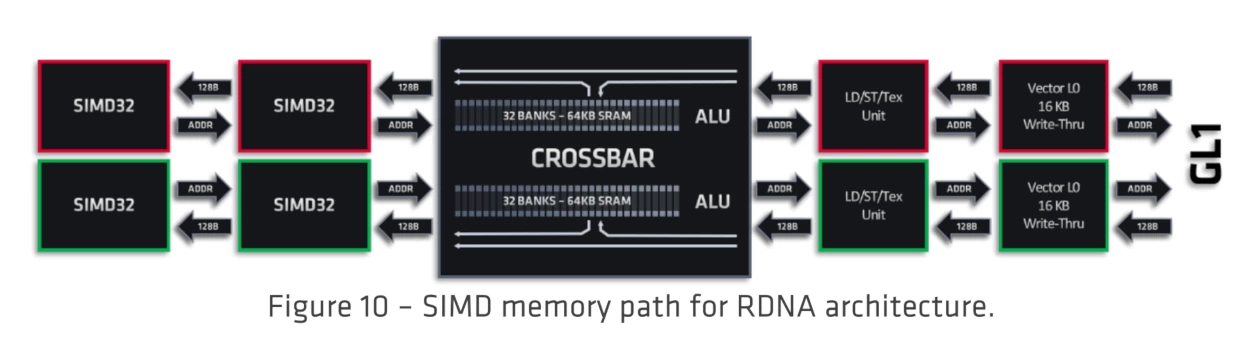 SIMD32
128B
ADDR
SIMD32
128B
ADDR
32 BANKS – 64KB SRAM
ALU
CROSSBAR
32 BANKS – 64KB SRAM
ALU
128B
ADDR
LD/ST/Tex
Unit
128B
ADDR
Vector L0
16 KB
Write-Thru
128B
ADDR
SIMD32
ADDR
128B
SIMD32
ADDR
128B
ADDR
128B
LD/ST/Tex
Unit
ADDR
128B
Vector L0
16 KB
Write-Thru
ADDR
128B
GL1
Figure 10 – SIMD memory path for RDNA architecture.